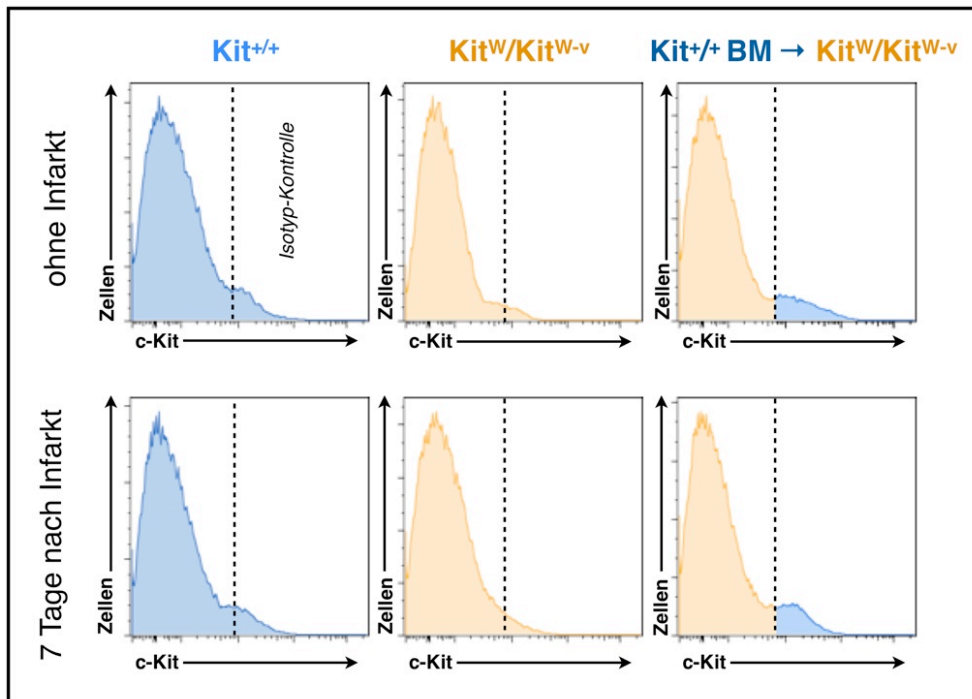 Kit+/+
KitW/KitW-v
Kit+/+ BM → KitW/KitW-v
ohne Infarkt
Zellen
c-Kit
Isotyp-Kontrolle
Zellen
c-Kit
Zellen
c-Kit
7 Tage nach Infarkt
Zellen
c-Kit
Zellen
c-Kit
Zellen
c-Kit